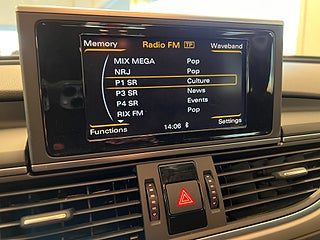 Memory Radio FM TP Waveband
MIX MEGA Pop
NRJ Pop
P1 SR Culture
P3 SR News
P4 SR Events
RIX FM Pop
Functions 14:06 Settings